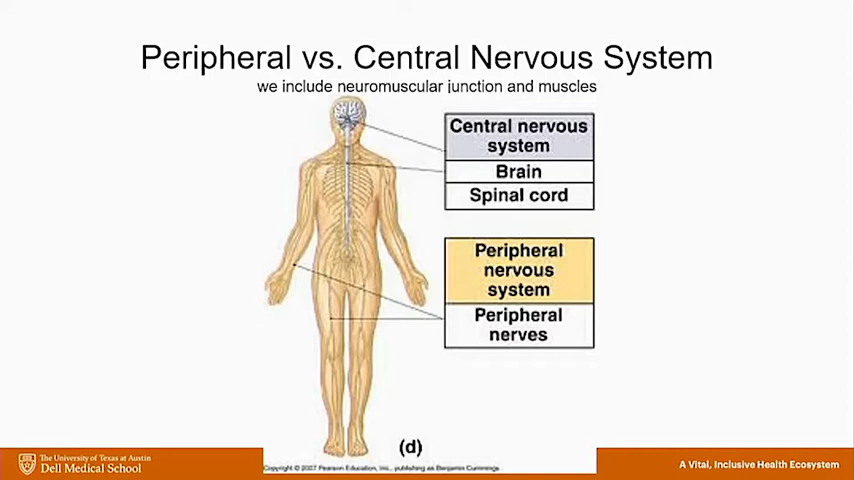 Peripheral vs. Central Nervous System
we include neuromuscular junction and muscles
Central nervous
system
Brain
Spinal cord
Peripheral
nervous
system
Peripheral
nerves
(d)
Copyright © 2007 Pearson Education, Inc., publishing as Benjamin Cummings.
The University of Texas at Austin
Dell Medical School
A Vital, Inclusive Health Ecosystem